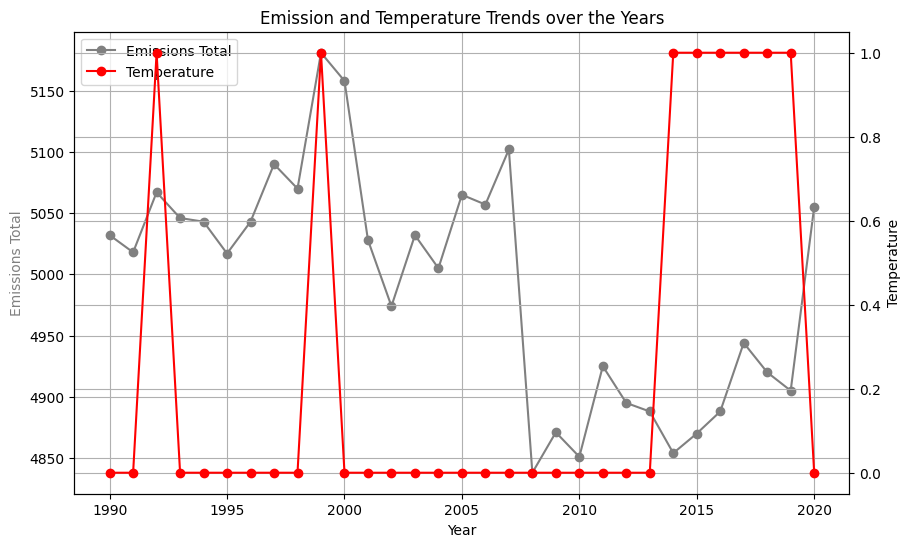 Emission and Temperature Trends over the Years
Emissions Total
Temperature
5150
5100
5050
5000
4950
4900
4850
Emissions Total
1.0
0.8
0.6
0.4
0.2
0.0
Temperature
1990 1995 2000 2005 2010 2015 2020
Year